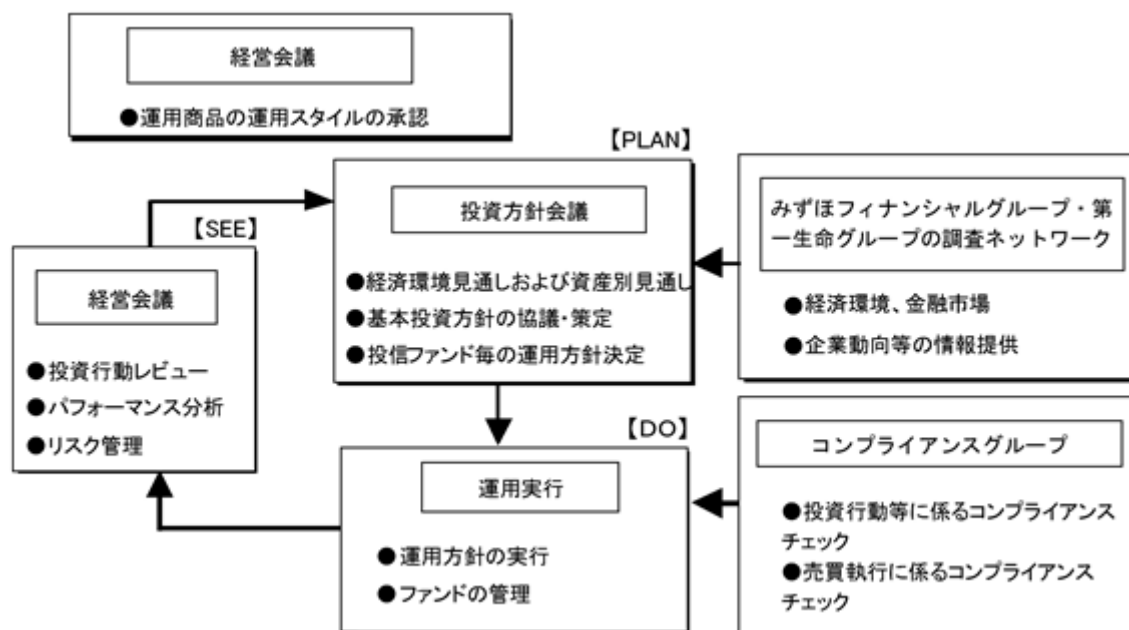 経営会議
●運用商品の運用スタイルの承認
【PLAN】
投資方針会議
●経済環境見通しおよび資産別見通し
●基本投資方針の協議・策定
●投信ファンド毎の運用方針決定
みずほフィナンシャルグループ・第
一生命グループの調査ネットワーク
●経済環境、金融市場
●企業動向等の情報提供
【SEE】
経営会議
●投資行動レビュー
●パフォーマンス分析
●リスク管理
【DO】
運用実行
●運用方針の実行
●ファンドの管理
コンプライアンスグループ
●投資行動等に係るコンプライアンス
チェック
●売買執行に係るコンプライアンス
チェック